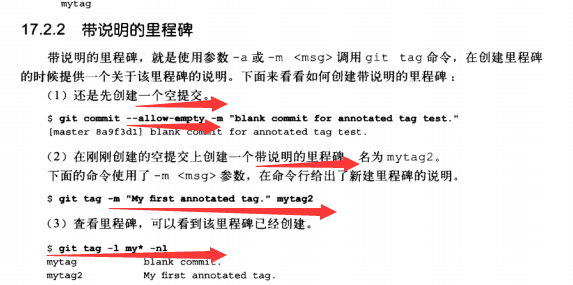 mytag
17.2.2 带说明的里程碑
带说明的里程碑，就是使用参数 -a 或 -m <msg> 调用 git tag 命令，在创建里程碑
的时候提供一个关于该里程碑的说明。下面来看看如何创建带说明的里程碑：
（1）还是先创建一个空提交。
$ git commit --allow-empty -m "blank commit for annotated tag test."
[master 8a9f3d1] blank commit for annotated tag test.
（2）在刚刚创建的空提交上创建一个带说明的里程碑，名为 mytag2。
下面的命令使用了 -m <msg> 参数，在命令行给出了新建里程碑的说明。
$ git tag -m "My first annotated tag." mytag2
（3）查看里程碑，可以看到该里程碑已经创建。
$ git tag -l my* -n1
mytag blank commit.
mytag2 My first annotated tag.